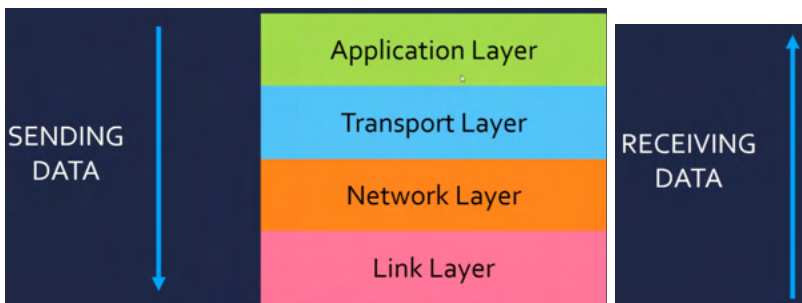 SENDING
DATA
Application Layer
Transport Layer
Network Layer
Link Layer
RECEIVING
DATA